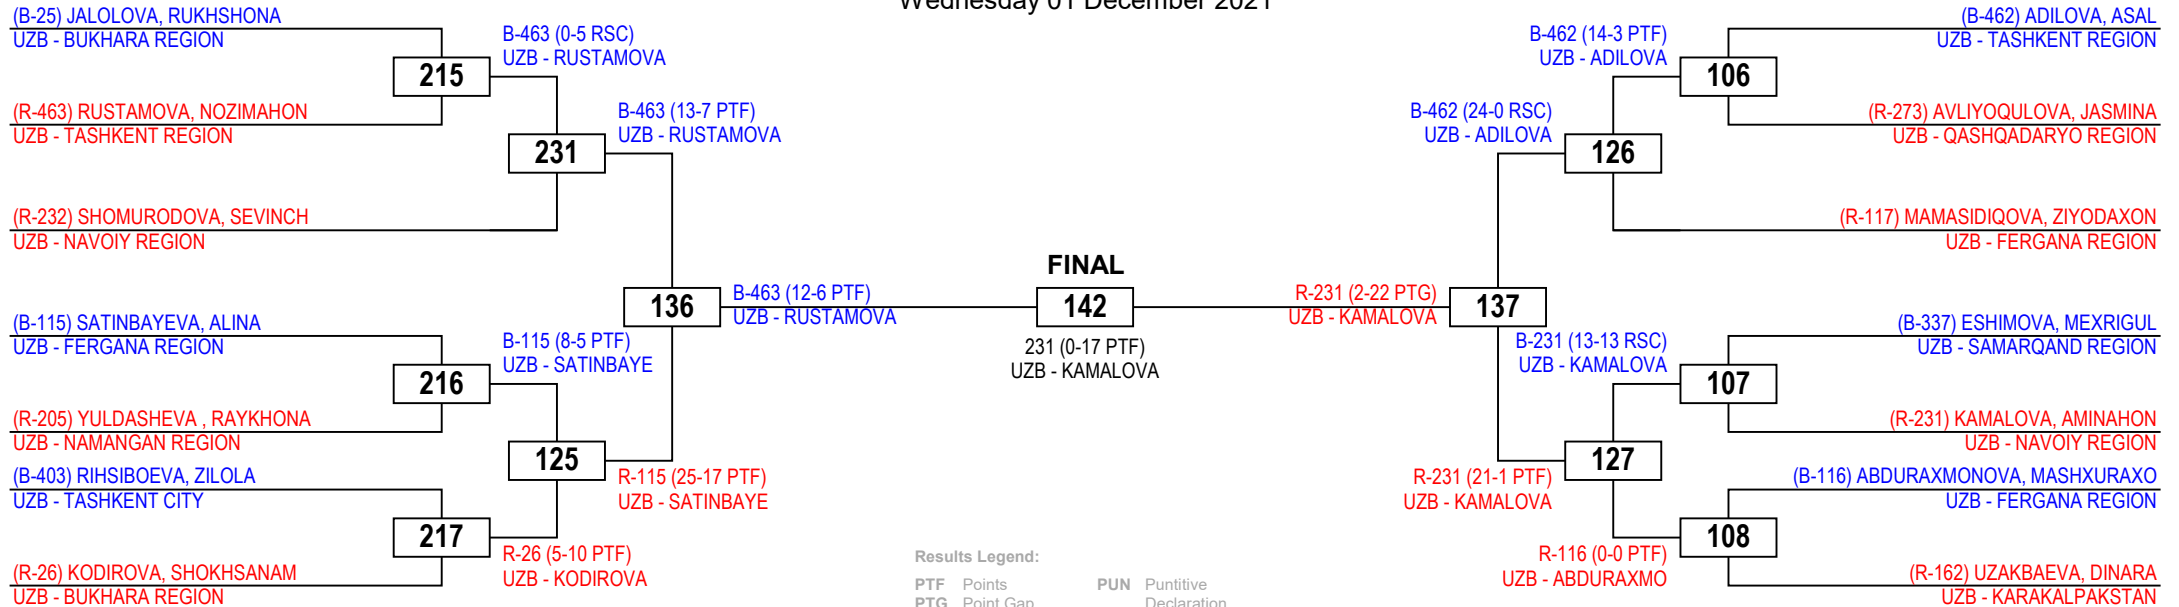 Wednesday 01 December 2021
(B-25) JALOLOVA, RUKHSHONA
UZB - BUKHARA REGION
215
(R-463) RUSTAMOVA, NOZIMAHON
UZB - TASHKENT REGION
B-463 (0-5 RSC)
UZB - RUSTAMOVA
231
(R-232) SHOMURODOVA, SEVINCH
UZB - NAVOIY REGION
B-463 (13-7 PTF)
UZB - RUSTAMOVA
136
(B-115) SATINBAYEVA, ALINA
UZB - FERGANA REGION
216
(R-205) YULDASHEVA , RAYKHONA
UZB - NAMANGAN REGION
B-115 (8-5 PTF)
UZB - SATINBAYE
125
(B-403) RIHSIBOEVA, ZILOLA
UZB - TASHKENT CITY
217
(R-26) KODIROVA, SHOKHSANAM
UZB - BUKHARA REGION
R-26 (5-10 PTF)
UZB - KODIROVA
R-115 (25-17 PTF)
UZB - SATINBAYE
B-463 (12-6 PTF)
UZB - RUSTAMOVA
FINAL
142
231 (0-17 PTF)
UZB - KAMALOVA
R-231 (2-22 PTG)
UZB - KAMALOVA
137
B-462 (24-0 RSC)
UZB - ADILOVA
126
B-462 (14-3 PTF)
UZB - ADILOVA
106
(B-462) ADILOVA, ASAL
UZB - TASHKENT REGION
(R-273) AVLIYOQULOVA, JASMINA
UZB - QASHQADARYO REGION
(R-117) MAMASIDIQOVA, ZIYODAXON
UZB - FERGANA REGION
B-231 (13-13 RSC)
UZB - KAMALOVA
107
(B-337) ESHIMOVA, MEXRIGUL
UZB - SAMARQAND REGION
(R-231) KAMALOVA, AMINAHON
UZB - NAVOIY REGION
R-231 (21-1 PTF)
UZB - KAMALOVA
127
R-116 (0-0 PTF)
UZB - ABDURAXMO
108
(B-116) ABDURAXMONOVA, MASHXURAXO
UZB - FERGANA REGION
(R-162) UZAKBAEVA, DINARA
UZB - KARAKALPAKSTAN
Results Legend:
PTF Points PUN Puntitive
PTG Point Gap Declaration